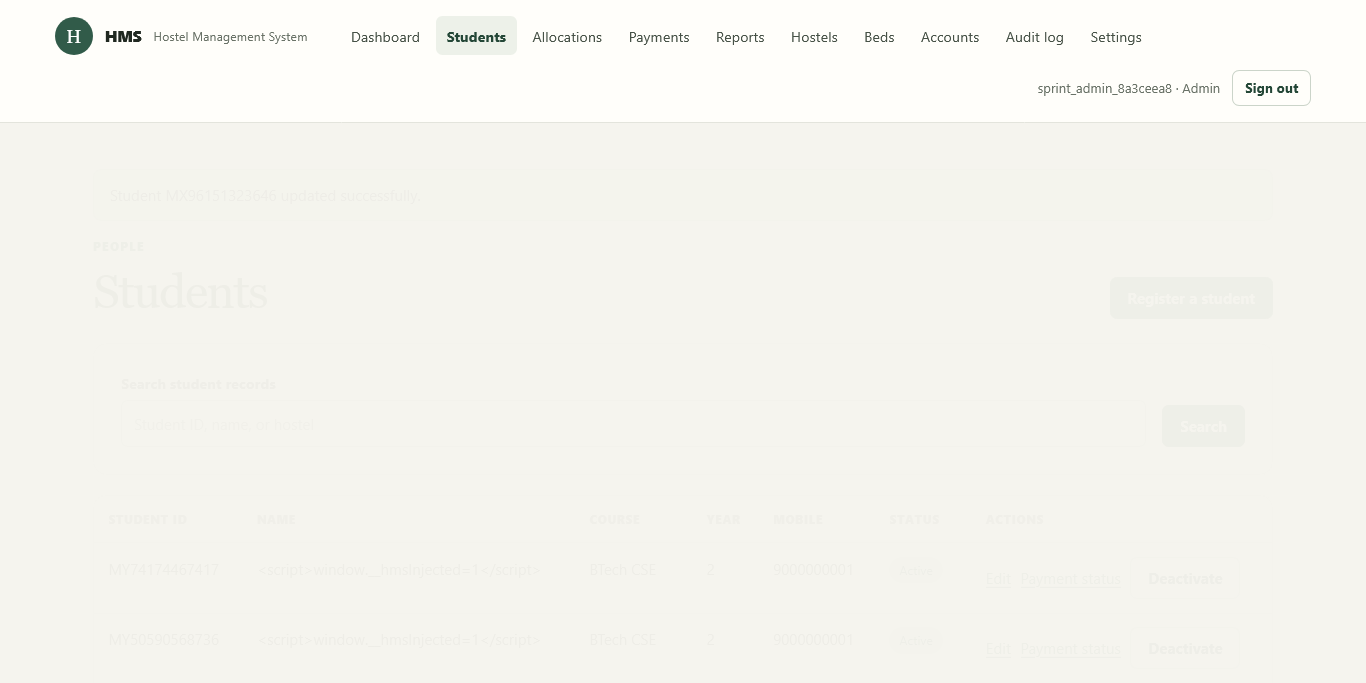 H HMS Hostel Management System Dashboard Students Allocations Payments Reports Hostels Beds Accounts Audit log Settings
sprint_admin_8a3ceea8 · Admin Sign out
Student updated successfully.
PEOPLE
Students
Register a student
Search student records
Student ID, name, or hostel
Search
STUDENT ID NAME COURSE YEAR MOBILE STATUS ACTIONS
MY74174467417 <script>window.__hmsInjected=1</script> BTech CSE 2 9000000001 Active Edit Payment status Deactivate
MY50590568736 <script>window.__hmsInjected=1</script> BTech CSE 2 9000000001 Active Edit Payment status Deactivate